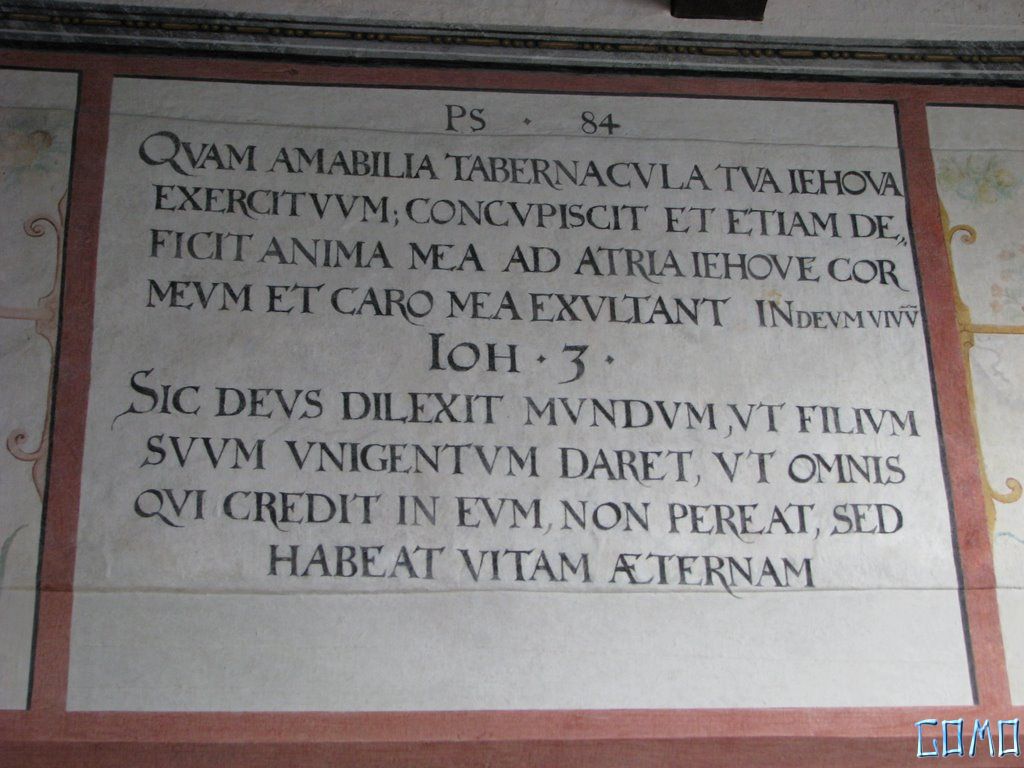 PS · 84
QVAM AMABILIA TABERNACVLA TVA IEHOVA
EXERCITVVM; CONCVPISCIT ET ETIAM DE,,
FICIT ANIMA MEA AD ATRIA IEHOVE COR
MEVM ET CARO MEA EXVLTANT IN DEVM VIVV̅
IOH · 3 ·
SIC DEVS DILEXIT MVNDVM, VT FILIVM
SVVM VNIGENTVM DARET, VT OMNIS
QVI CREDIT IN EVM, NON PEREAT, SED
HABEAT VITAM ÆTERNAM
COMO